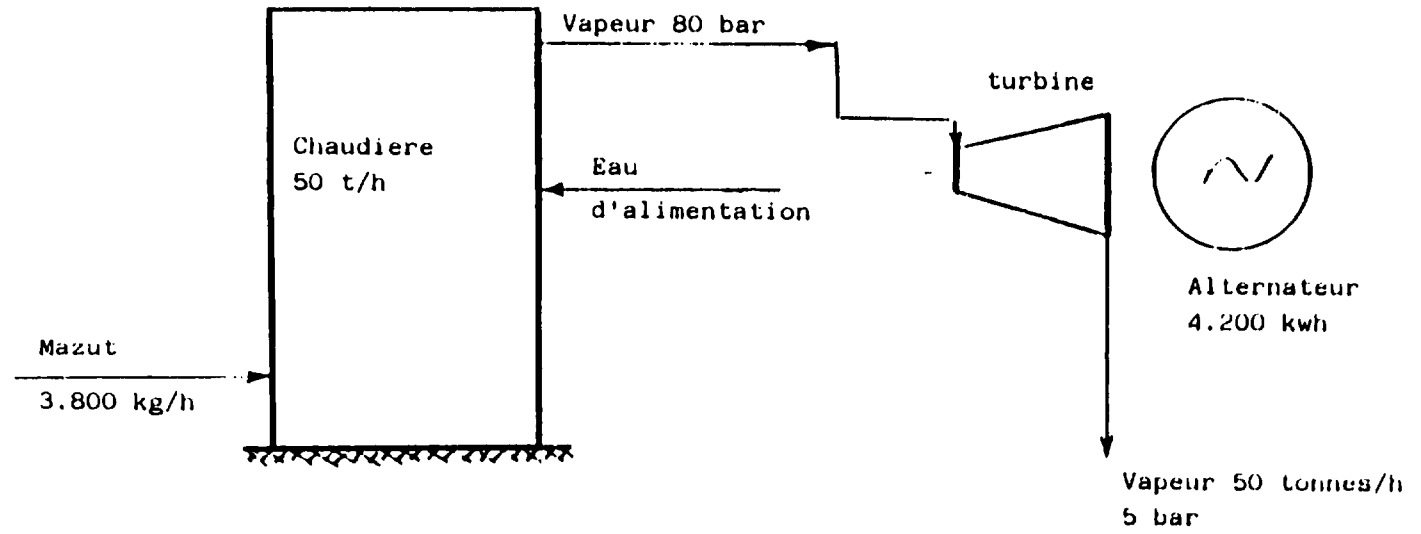 Vapeur 80 bar
turbine
Chaudiere
50 t/h
Eau
d'alimentation
Alternateur
4.200 kwh
Mazut
3.800 kg/h
Vapeur 50 tonnes/h
5 bar